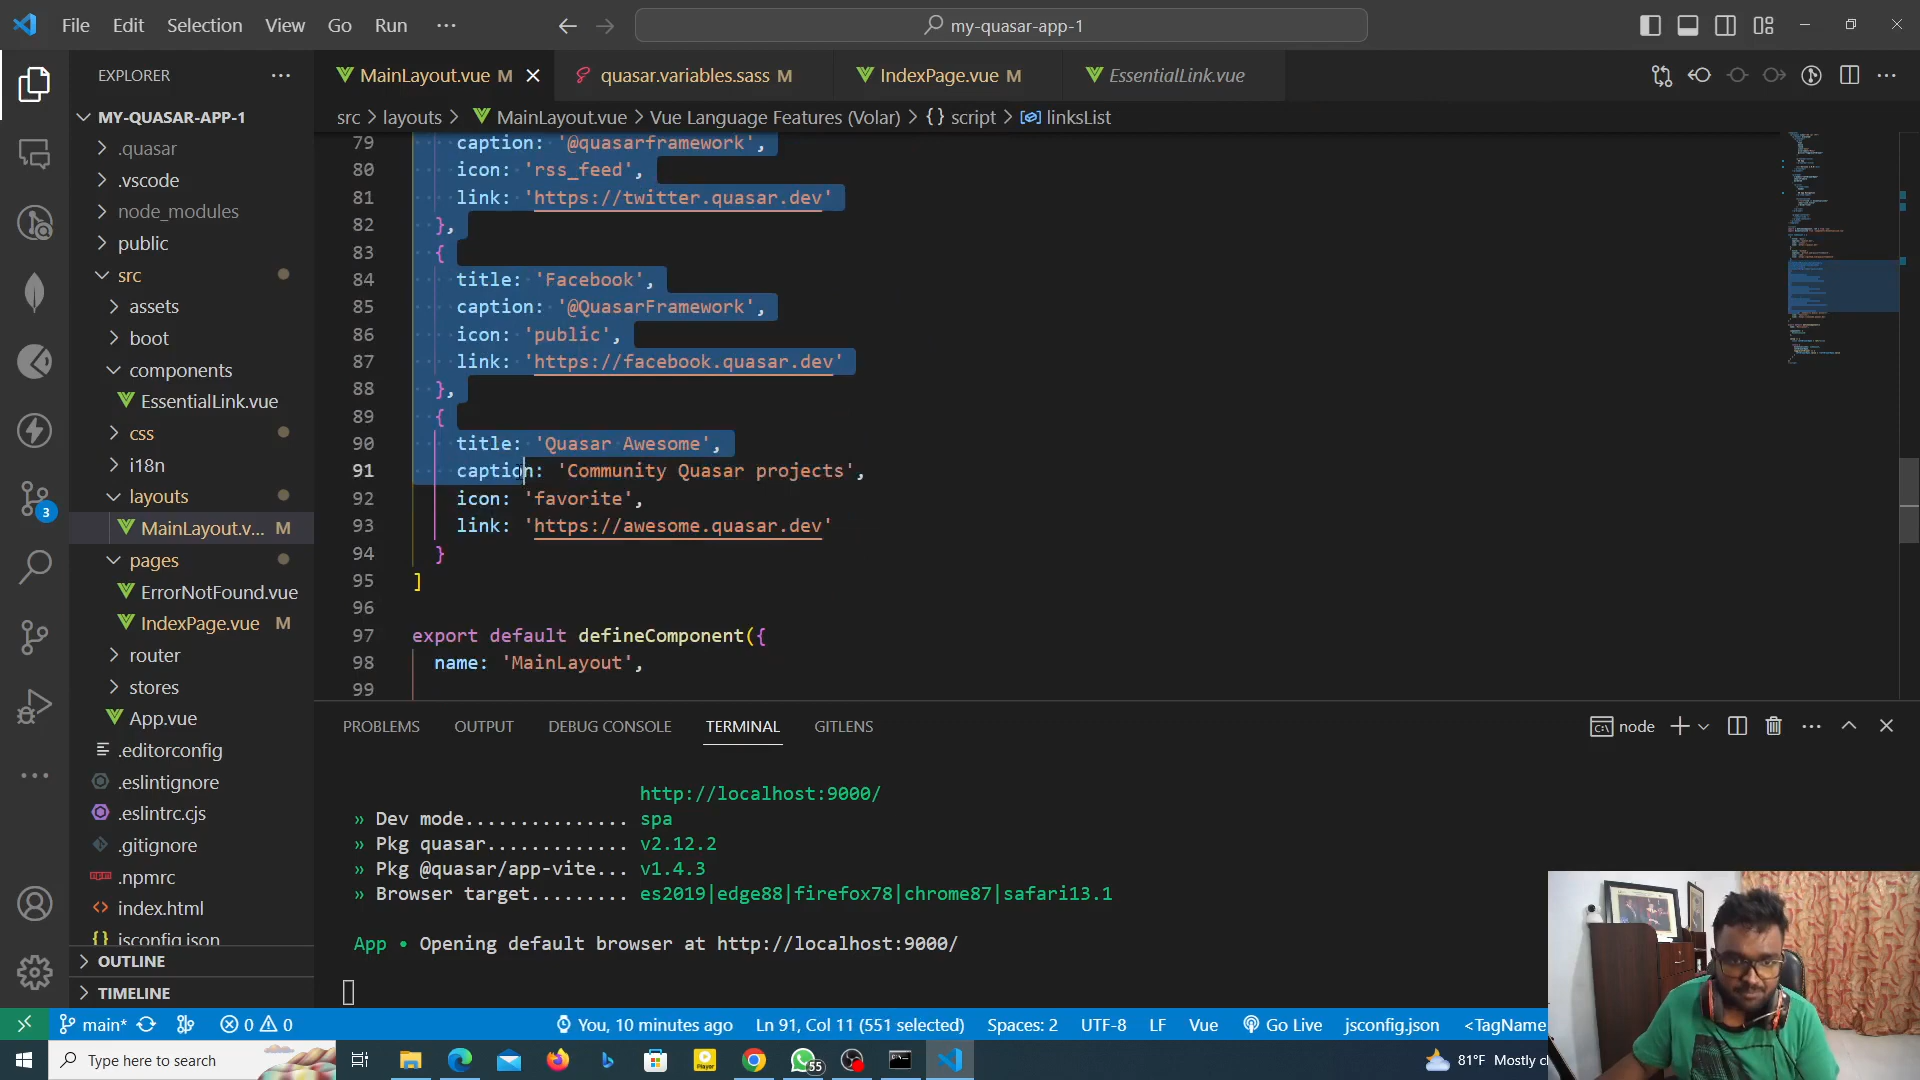 File Edit Selection View Go Run ···
my-quasar-app-1
EXPLORER
MainLayout.vue M
quasar.variables.sass M
IndexPage.vue M
EssentialLink.vue
src > layouts > MainLayout.vue > Vue Language Features (Volar) > {} script > linksList
MY-QUASAR-APP-1
.quasar
.vscode
node_modules
public
src
assets
boot
components
EssentialLink.vue
css
i18n
layouts
MainLayout.v... M
pages
ErrorNotFound.vue
IndexPage.vue M
router
stores
App.vue
.editorconfig
.eslintignore
.eslintrc.cjs
.gitignore
.npmrc
index.html
{} jsconfig.json
OUTLINE
TIMELINE
3
79 caption: '@quasarframework',
80 icon: 'rss_feed',
81 link: 'https://twitter.quasar.dev'
82 },
83 {
84 title: 'Facebook',
85 caption: '@QuasarFramework',
86 icon: 'public',
87 link: 'https://facebook.quasar.dev'
88 },
89 {
90 title: 'Quasar Awesome',
91 caption: 'Community Quasar projects',
92 icon: 'favorite',
93 link: 'https://awesome.quasar.dev'
94 }
95 ]
96
97 export default defineComponent({
98 name: 'MainLayout',
99
PROBLEMS OUTPUT DEBUG CONSOLE TERMINAL GITLENS
node
http://localhost:9000/
» Dev mode............... spa
» Pkg quasar............. v2.12.2
» Pkg @quasar/app-vite... v1.4.3
» Browser target......... es2019|edge88|firefox78|chrome87|safari13.1
App • Opening default browser at http://localhost:9000/
main* 0 0 You, 10 minutes ago Ln 91, Col 11 (551 selected) Spaces: 2 UTF-8 LF Vue Go Live jsconfig.json <TagName
Type here to search
Player
55
81°F Mostly cl